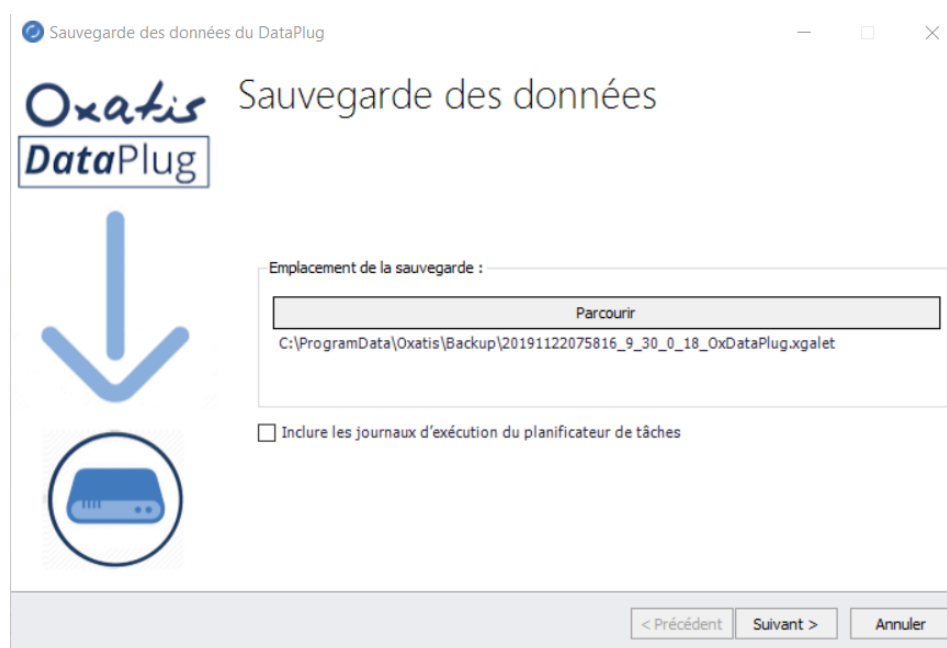 Sauvegarde des données du DataPlug
Oxatis
DataPlug
Sauvegarde des données
Emplacement de la sauvegarde :
Parcourir
C:\ProgramData\Oxatis\Backup\20191122075816_9_30_0_18_OxDataPlug.xgalet
Inclure les journaux d'exécution du planificateur de tâches
< Précédent Suivant > Annuler